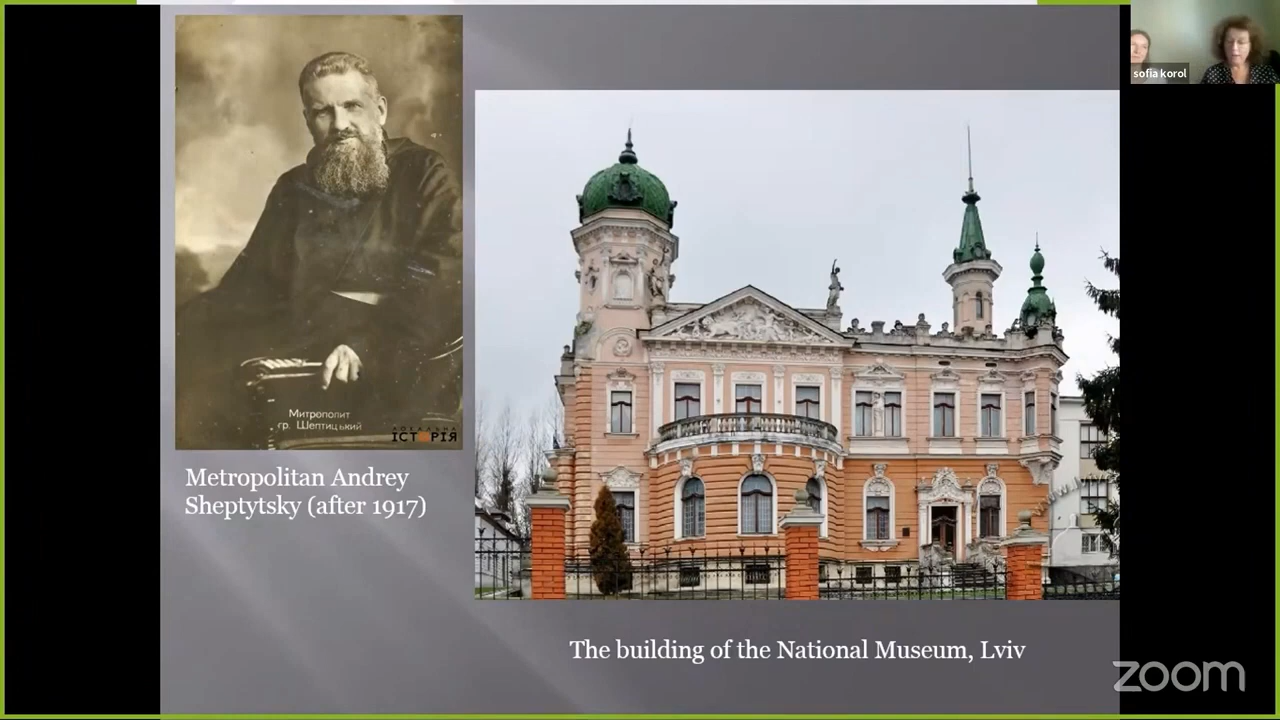 sofia korol
Митрополит
гр. Шептицький
ЛОКАЛЬНА
ІСТОРІЯ
Metropolitan Andrey
Sheptytsky (after 1917)
The building of the National Museum, Lviv
zoom